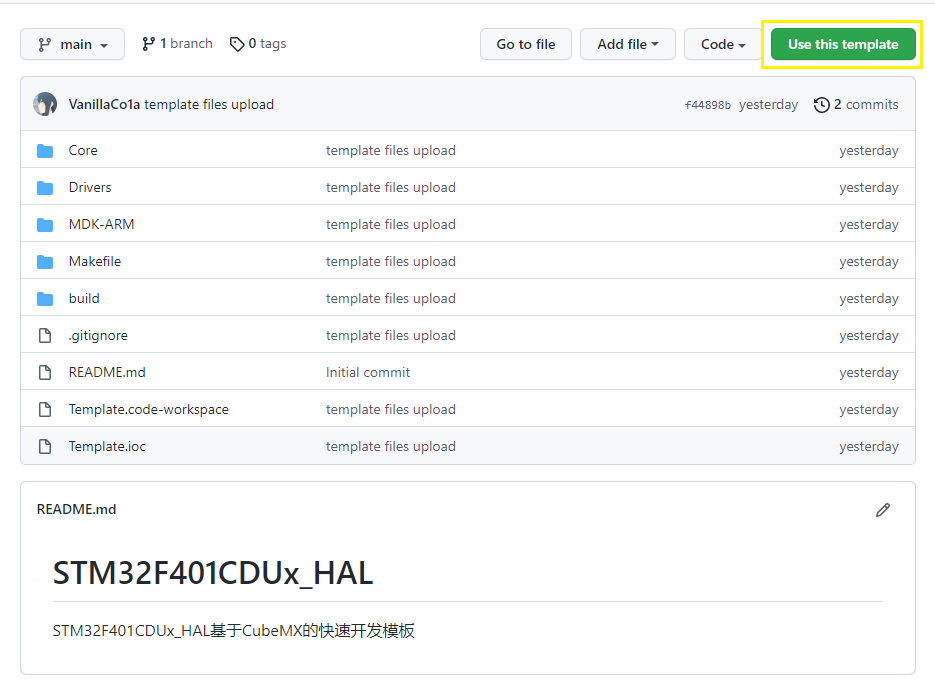 main 1 branch 0 tags Go to file Add file Code Use this template
VanillaCo1a template files upload f44898b yesterday 2 commits
Core template files upload yesterday
Drivers template files upload yesterday
MDK-ARM template files upload yesterday
Makefile template files upload yesterday
build template files upload yesterday
.gitignore template files upload yesterday
README.md Initial commit yesterday
Template.code-workspace template files upload yesterday
Template.ioc template files upload yesterday
README.md
STM32F401CDUx_HAL
STM32F401CDUx_HAL基于CubeMX的快速开发模板